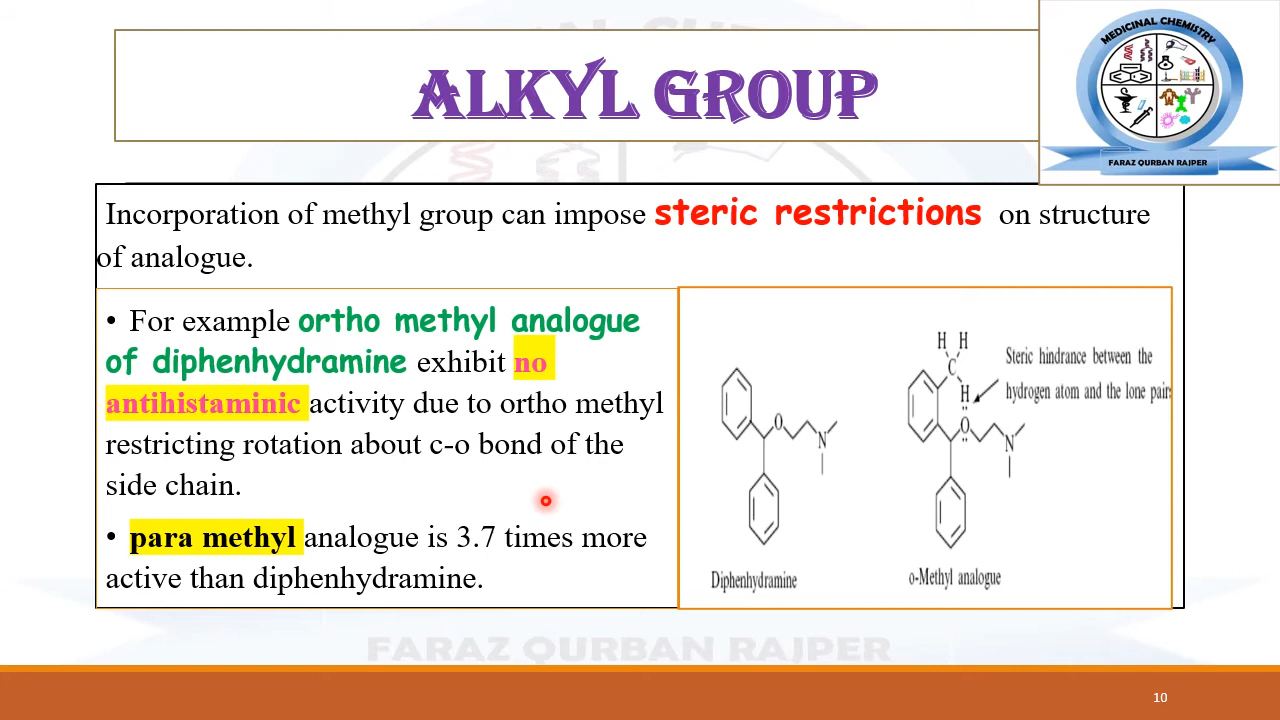 ALKYL GROUP
MEDICINAL CHEMISTRY
FARAZ QURBAN RAJPER
Incorporation of methyl group can impose steric restrictions on structure
of analogue.
• For example ortho methyl analogue
of diphenhydramine exhibit no
antihistaminic activity due to ortho methyl
restricting rotation about c-o bond of the
side chain.
• para methyl analogue is 3.7 times more
active than diphenhydramine.
O
N
Diphenhydramine
H H
C
H
O
N
Steric hindrance between the
hydrogen atom and the lone pairs
o-Methyl analogue
FARAZ QURBAN RAJPER
10